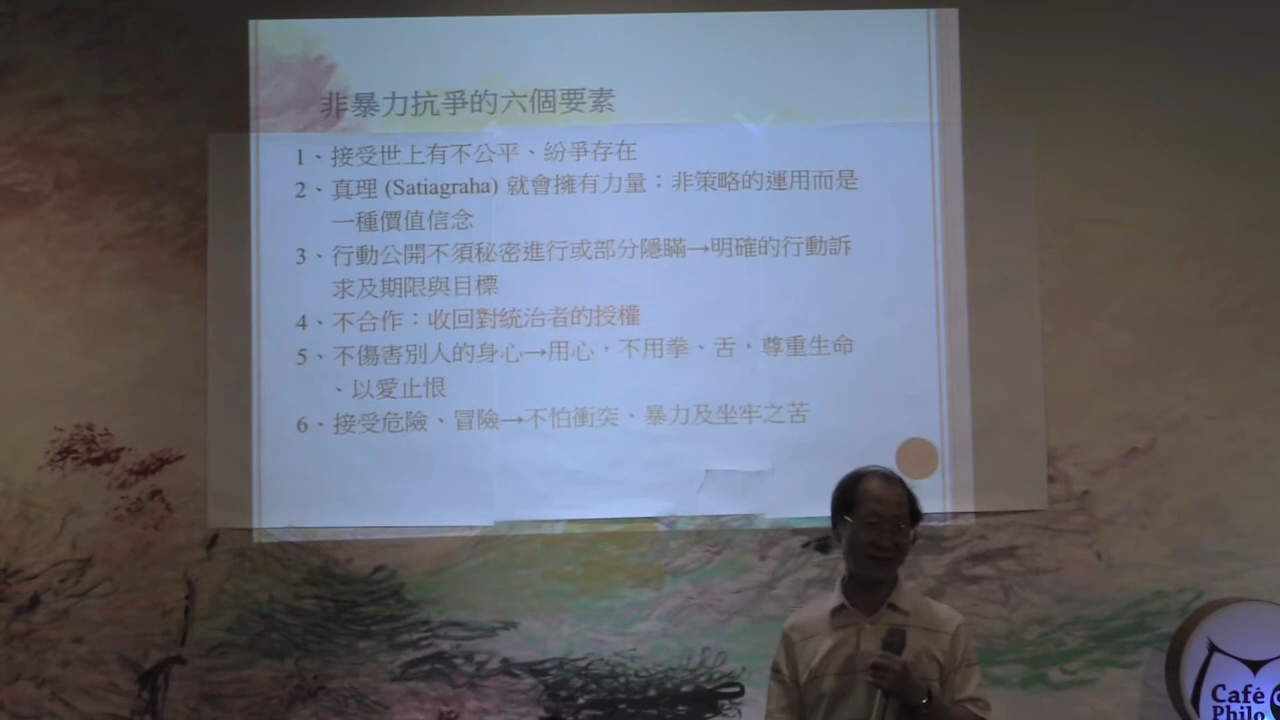 非暴力抗爭的六個要素
1、接受世上有不公平、紛爭存在
2、真理 (Satiagraha) 就會擁有力量；非策略的運用而是
一種價值信念
3、行動公開不須秘密進行或部分隱瞞→明確的行動訴
求及期限與目標
4、不合作：收回對統治者的授權
5、不傷害別人的身心→用心，不用拳、舌，尊重生命
、以愛止恨
6、接受危險、冒險→不怕衝突、暴力及坐牢之苦
Café
Philo